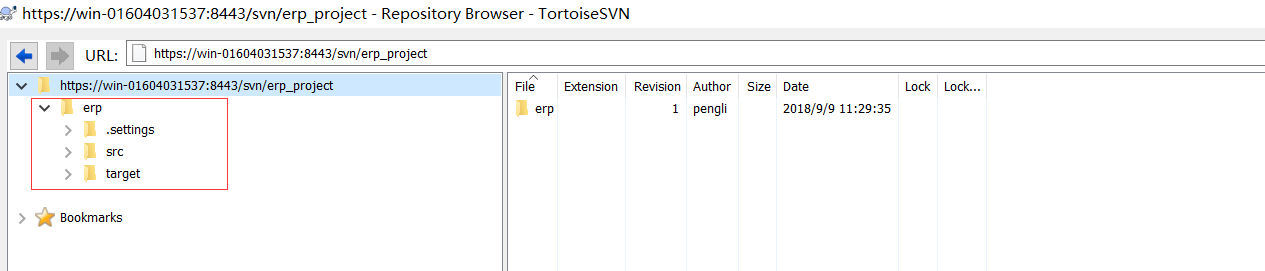 https://win-01604031537:8443/svn/erp_project - Repository Browser - TortoiseSVN
URL: https://win-01604031537:8443/svn/erp_project
https://win-01604031537:8443/svn/erp_project
erp
.settings
src
target
Bookmarks
File Extension Revision Author Size Date Lock Lock...
erp 1 pengli 2018/9/9 11:29:35